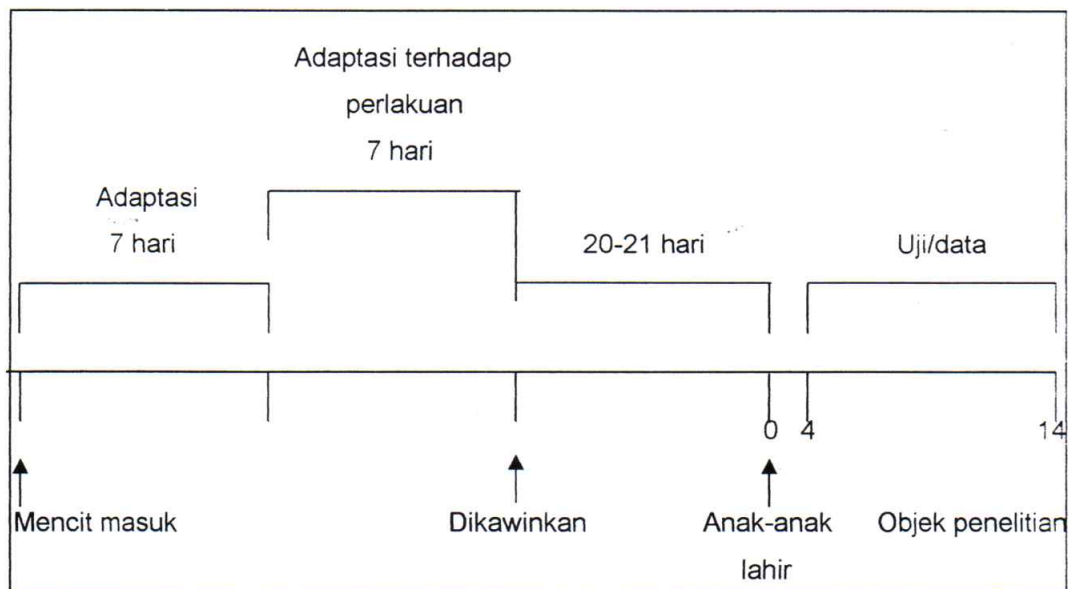 Adaptasi terhadap
perlakuan
7 hari
Adaptasi
7 hari
20-21 hari
Uji/data
0 4 14
Mencit masuk
Dikawinkan
Anak-anak
lahir
Objek penelitian